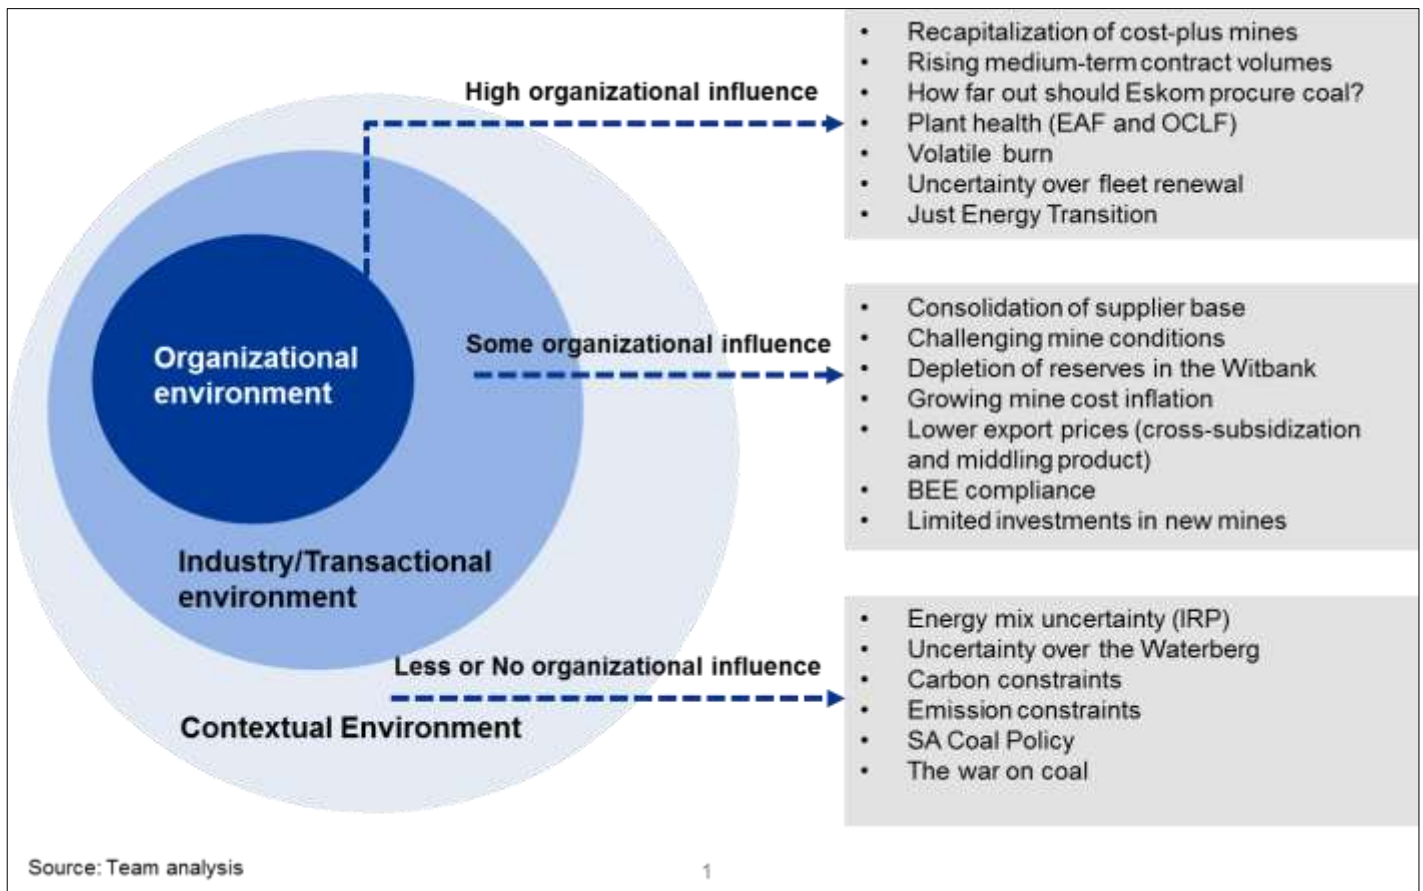 High organizational influence
• Recapitalization of cost-plus mines
• Rising medium-term contract volumes
• How far out should Eskom procure coal?
• Plant health (EAF and OCLF)
• Volatile burn
• Uncertainty over fleet renewal
• Just Energy Transition
Organizational
environment
Some organizational influence
• Consolidation of supplier base
• Challenging mine conditions
• Depletion of reserves in the Witbank
• Growing mine cost inflation
• Lower export prices (cross-subsidization
and middling product)
• BEE compliance
• Limited investments in new mines
Industry/Transactional
environment
Less or No organizational influence
• Energy mix uncertainty (IRP)
• Uncertainty over the Waterberg
• Carbon constraints
• Emission constraints
• SA Coal Policy
• The war on coal
Contextual Environment
Source: Team analysis
1